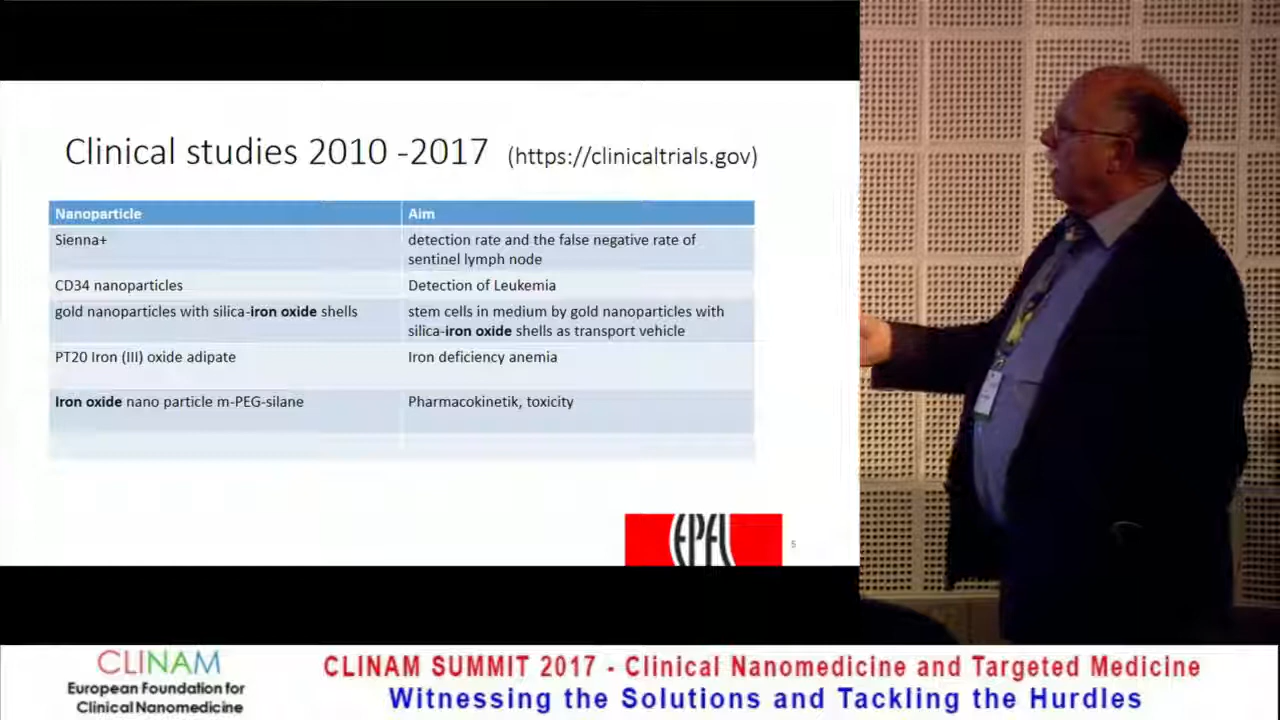 Clinical studies 2010 -2017 (https://clinicaltrials.gov)
Nanoparticle Aim
Sienna+ detection rate and the false negative rate of
sentinel lymph node
CD34 nanoparticles Detection of Leukemia
gold nanoparticles with silica-iron oxide shells stem cells in medium by gold nanoparticles with
silica-iron oxide shells as transport vehicle
PT20 Iron (III) oxide adipate Iron deficiency anemia
Iron oxide nano particle m-PEG-silane Pharmacokinetik, toxicity
EPFL
5
CLINAM
European Foundation for
Clinical Nanomedicine
CLINAM SUMMIT 2017 - Clinical Nanomedicine and Targeted Medicine
Witnessing the Solutions and Tackling the Hurdles